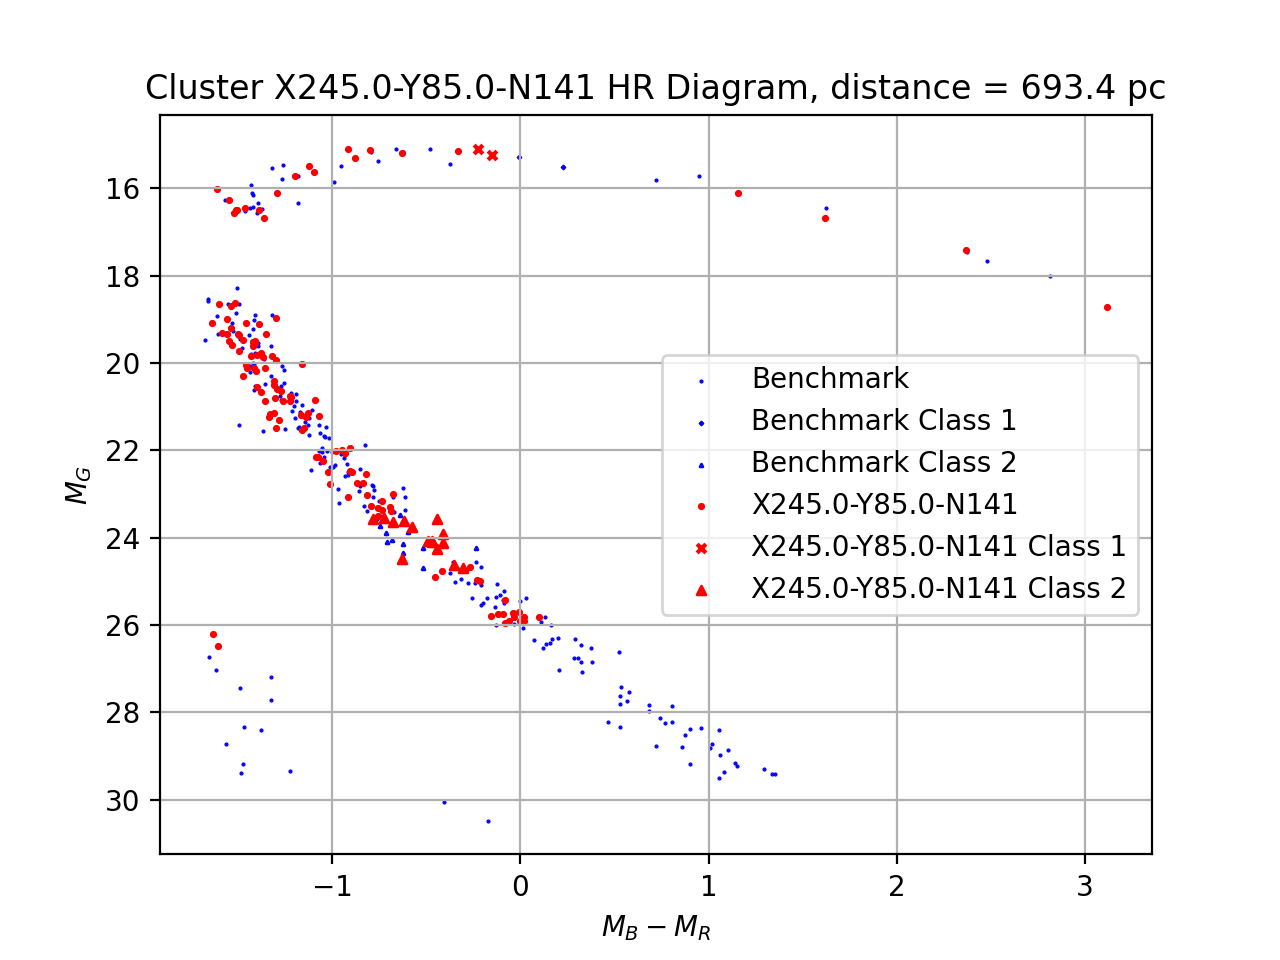 Cluster X245.0-Y85.0-N141 HR Diagram, distance = 693.4 pc
16
18
20
22
24
26
28
30
M_G
Benchmark
Benchmark Class 1
Benchmark Class 2
X245.0-Y85.0-N141
X245.0-Y85.0-N141 Class 1
X245.0-Y85.0-N141 Class 2
−1 0 1 2 3
M_B − M_R